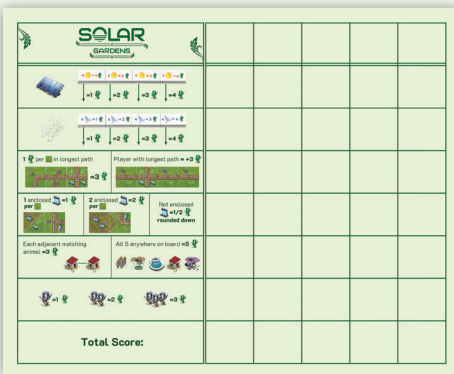 SOLAR
GARDENS
=1 =2 =3 =4
=1 =2 =3 =4
1 per in longest path
=3
Player with longest path = +3
1 enclosed =1
per
2 enclosed =2
per
Not enclosed
=1/2
rounded down
Each adjacent matching
animal =3
All 5 anywhere on board =5
=1 =2 =3
Total Score: